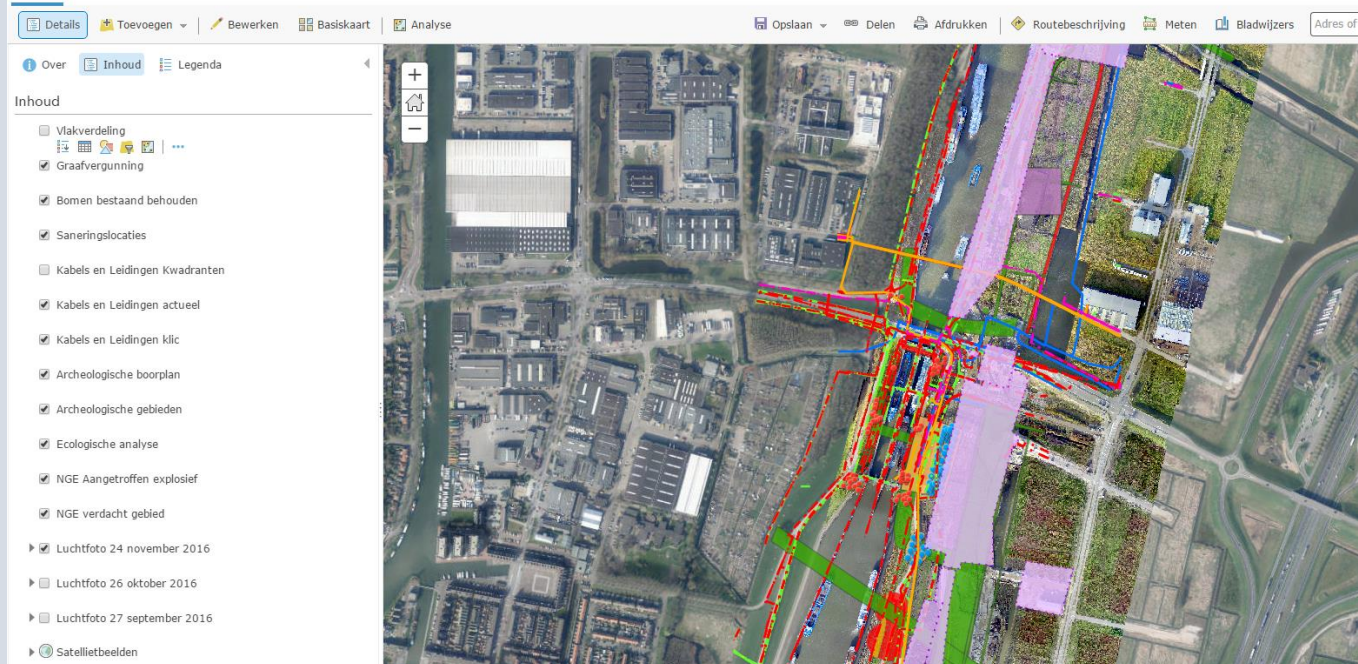 Details
Toevoegen
Bewerken
Basiskaart
Analyse
Opslaan
Delen
Afdrukken
Routebeschrijving
Meten
Bladwijzers
Adres of
Over
Inhoud
Legenda
Inhoud
Vlakverdeling
Graafvergunning
Bomen bestaand behouden
Saneringslocaties
Kabels en Leidingen Kwadranten
Kabels en Leidingen actueel
Kabels en Leidingen klic
Archeologische boorplan
Archeologische gebieden
Ecologische analyse
NGE Aangetroffen explosief
NGE verdacht gebied
Luchtfoto 24 november 2016
Luchtfoto 26 oktober 2016
Luchtfoto 27 september 2016
Satellietbeelden